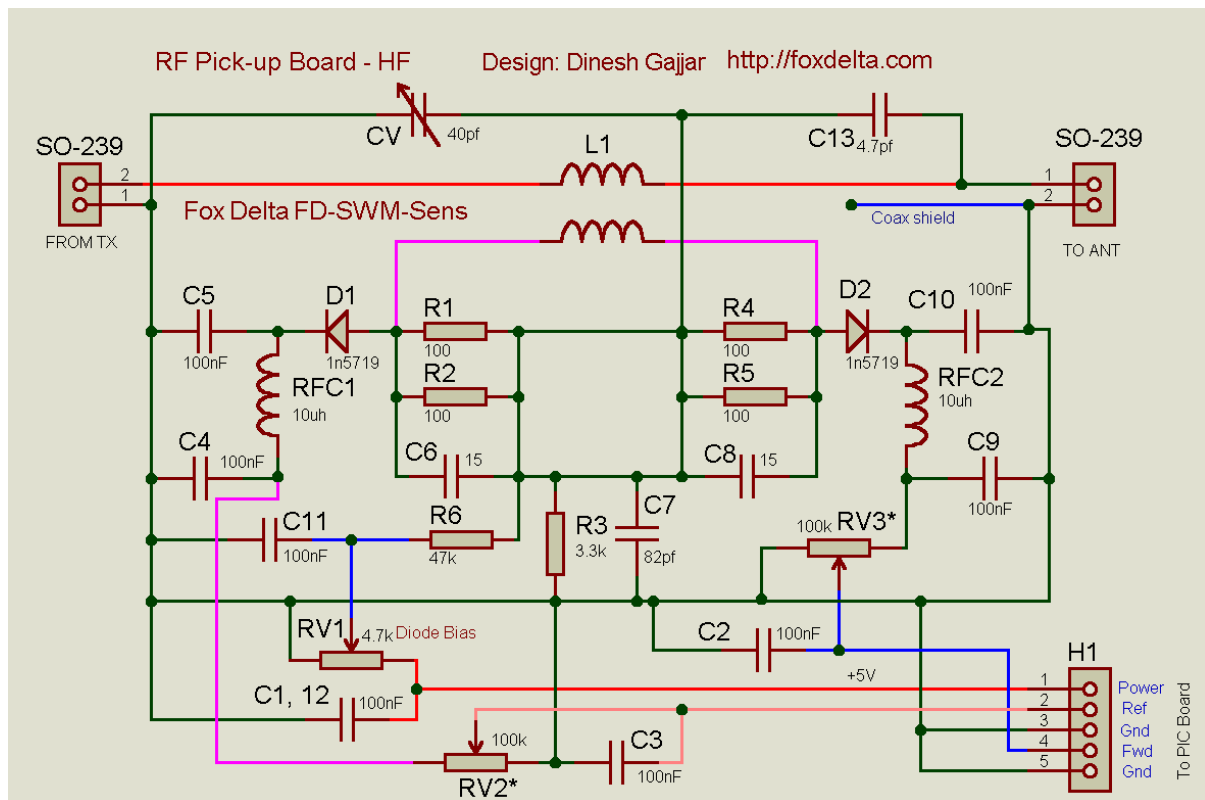 RF Pick-up Board - HF
Design: Dinesh Gajjar http://foxdelta.com
CV
40pf
C13
4.7pf
SO-239
2
1
FROM TX
L1
SO-239
1
2
TO ANT
Fox Delta FD-SWM-Sens
Coax shield
C5
100nF
D1
1n5719
R1
100
R4
100
D2
1n5719
C10
100nF
RFC1
10uh
R2
100
R5
100
RFC2
10uh
C4
100nF
C6
15
C8
15
C9
100nF
C11
100nF
R6
47k
R3
3.3k
C7
82pf
100k
RV3*
RV1
4.7k
Diode Bias
C2
100nF
C1, 12
100nF
+5V
H1
1
Power
2
Ref
3
Gnd
4
Fwd
5
Gnd
To PIC Board
100k
RV2*
C3
100nF